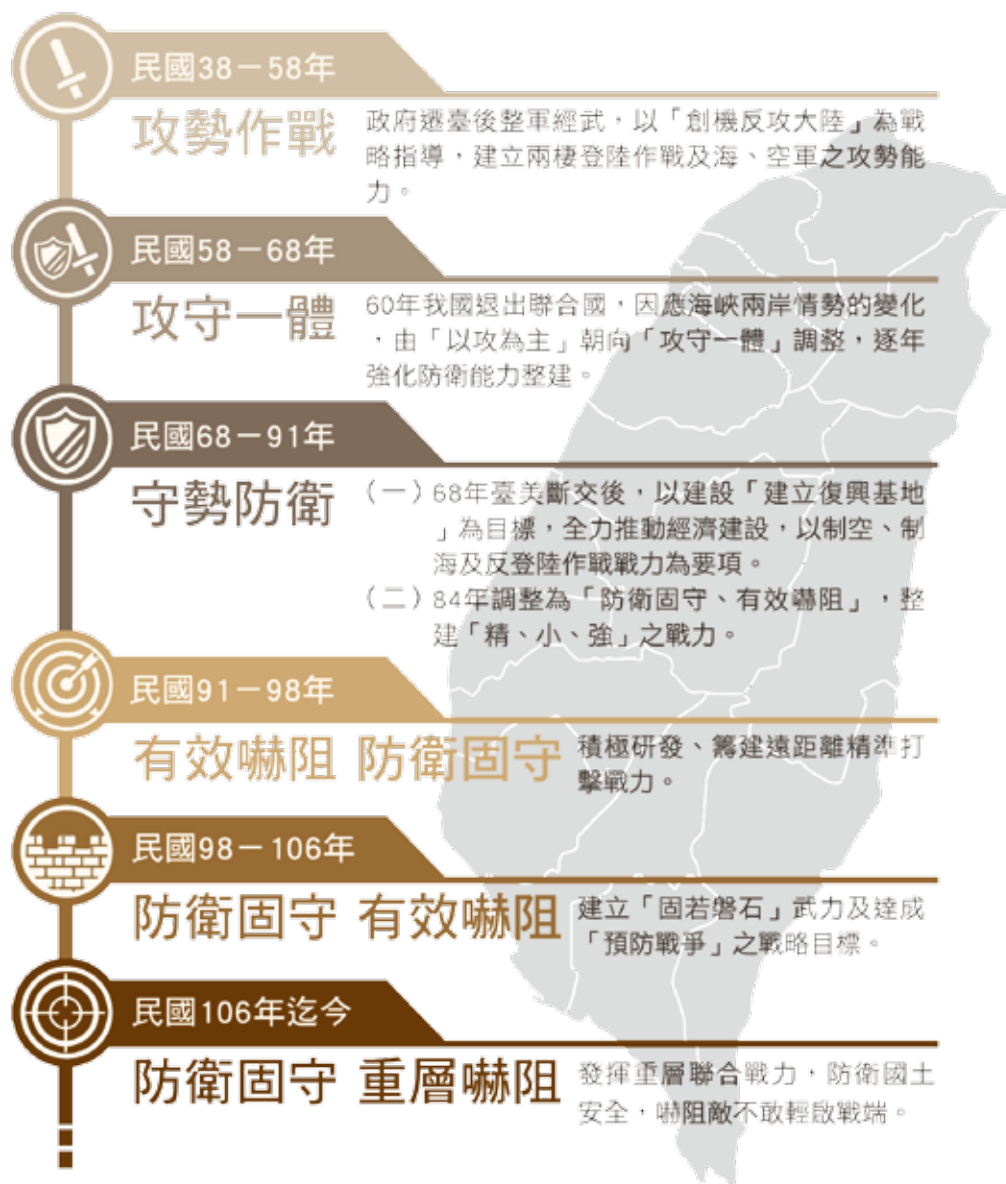 民國38－58年
攻勢作戰
政府遷臺後整軍經武，以「創機反攻大陸」為戰
略指導，建立兩棲登陸作戰及海、空軍之攻勢能
力。
民國58－68年
攻守一體
60年我國退出聯合國，因應海峽兩岸情勢的變化
，由「以攻為主」朝向「攻守一體」調整，逐年
強化防衛能力整建。
民國68－91年
守勢防衛
（一）68年臺美斷交後，以建設「建立復興基地
」為目標，全力推動經濟建設，以制空、制
海及反登陸作戰戰力為要項。
（二）84年調整為「防衛固守、有效嚇阻」，整
建「精、小、強」之戰力。
民國91－98年
有效嚇阻 防衛固守
積極研發、籌建遠距離精準打
擊戰力。
民國98－106年
防衛固守 有效嚇阻
建立「固若磐石」武力及達成
「預防戰爭」之戰略目標。
民國106年迄今
防衛固守 重層嚇阻
發揮重層聯合戰力，防衛國土
安全，嚇阻敵不敢輕啟戰端。